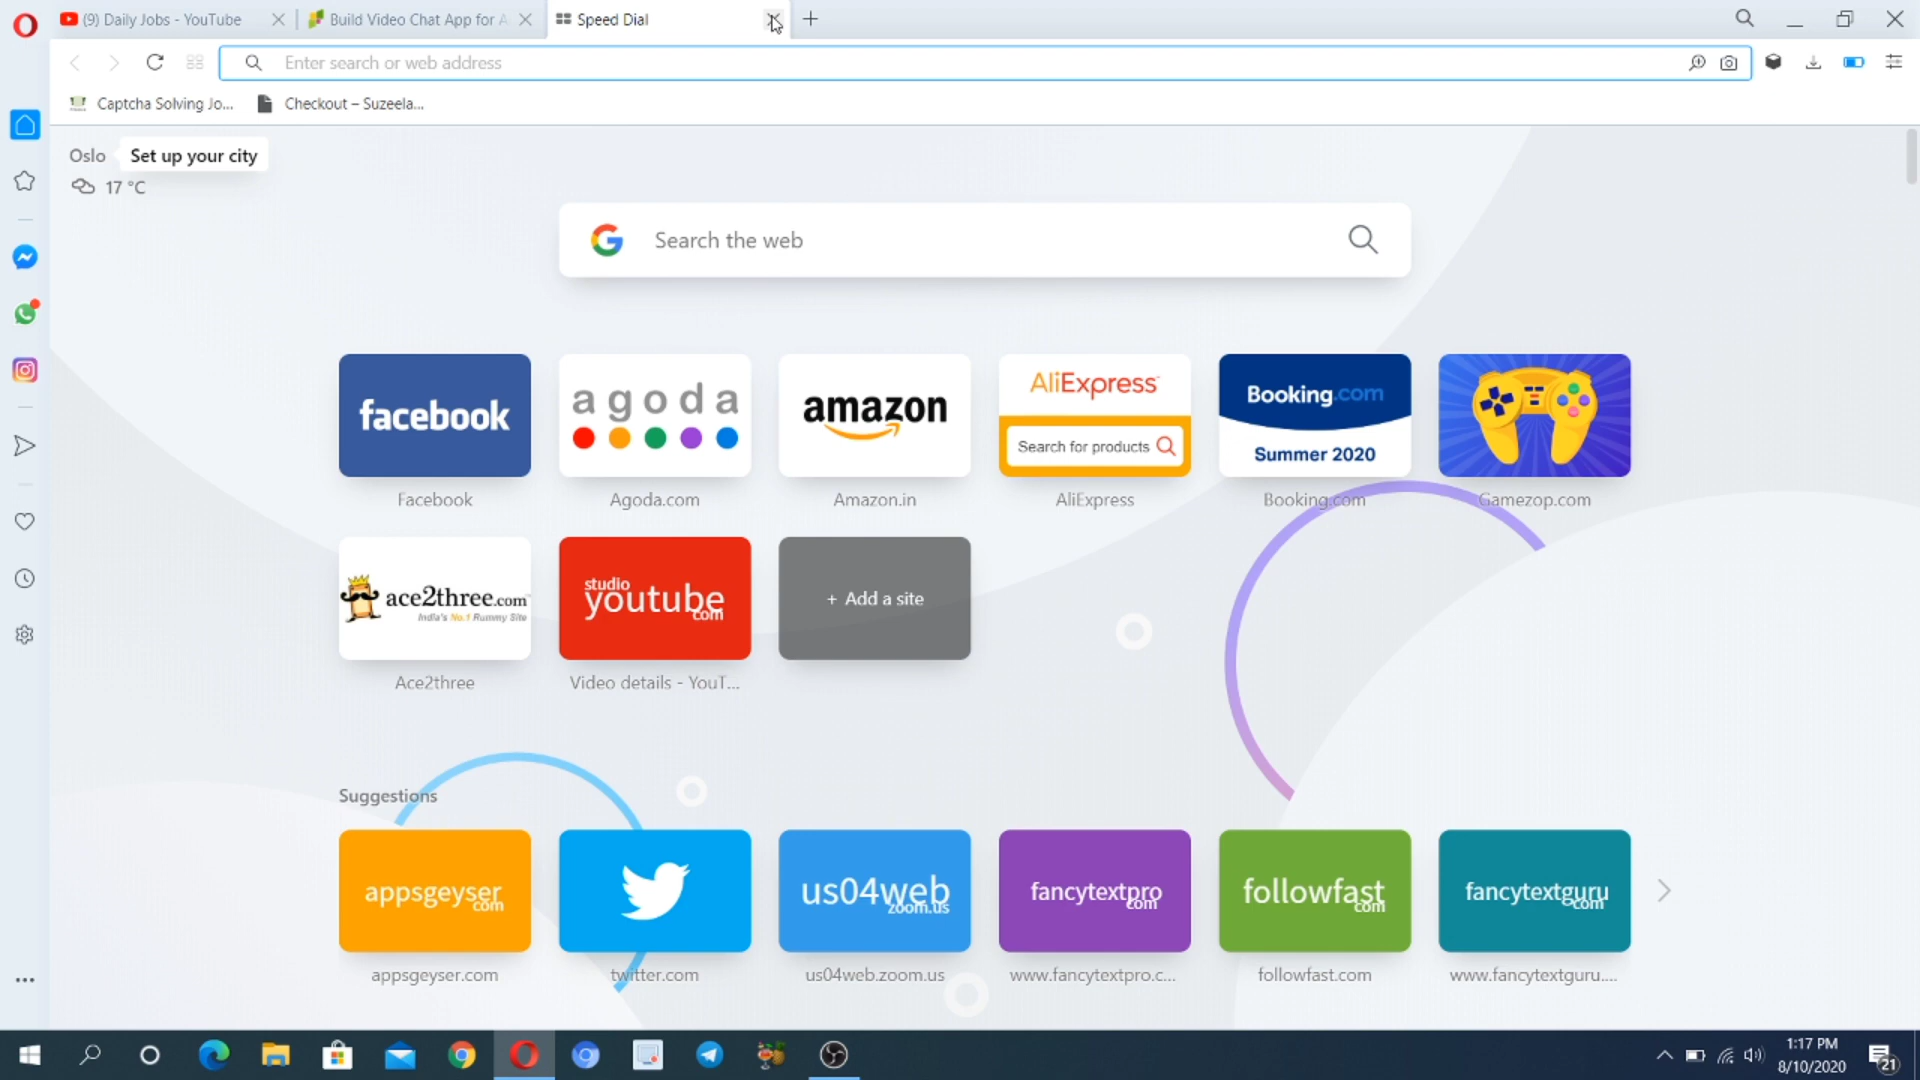 (9) Daily Jobs - YouTube
Build Video Chat App for A
Speed Dial
Enter search or web address
Captcha Solving Jo...
Checkout – Suzeela...
Oslo
Set up your city
17 °C
Search the web
facebook
agoda
amazon
AliExpress
Search for products
Booking.com
Summer 2020
Facebook
Agoda.com
Amazon.in
AliExpress
Booking.com
Gamezop.com
ace2three.com
India's No.1 Rummy Site
studio
youtube
com
+ Add a site
Ace2three
Video details - YouT...
Suggestions
appsgeyser
com
us04web
zoom.us
fancytextpro
com
followfast
com
fancytextguru
com
appsgeyser.com
twitter.com
us04web.zoom.us
www.fancytextpro.c...
followfast.com
www.fancytextguru....
1:17 PM
8/10/2020
21